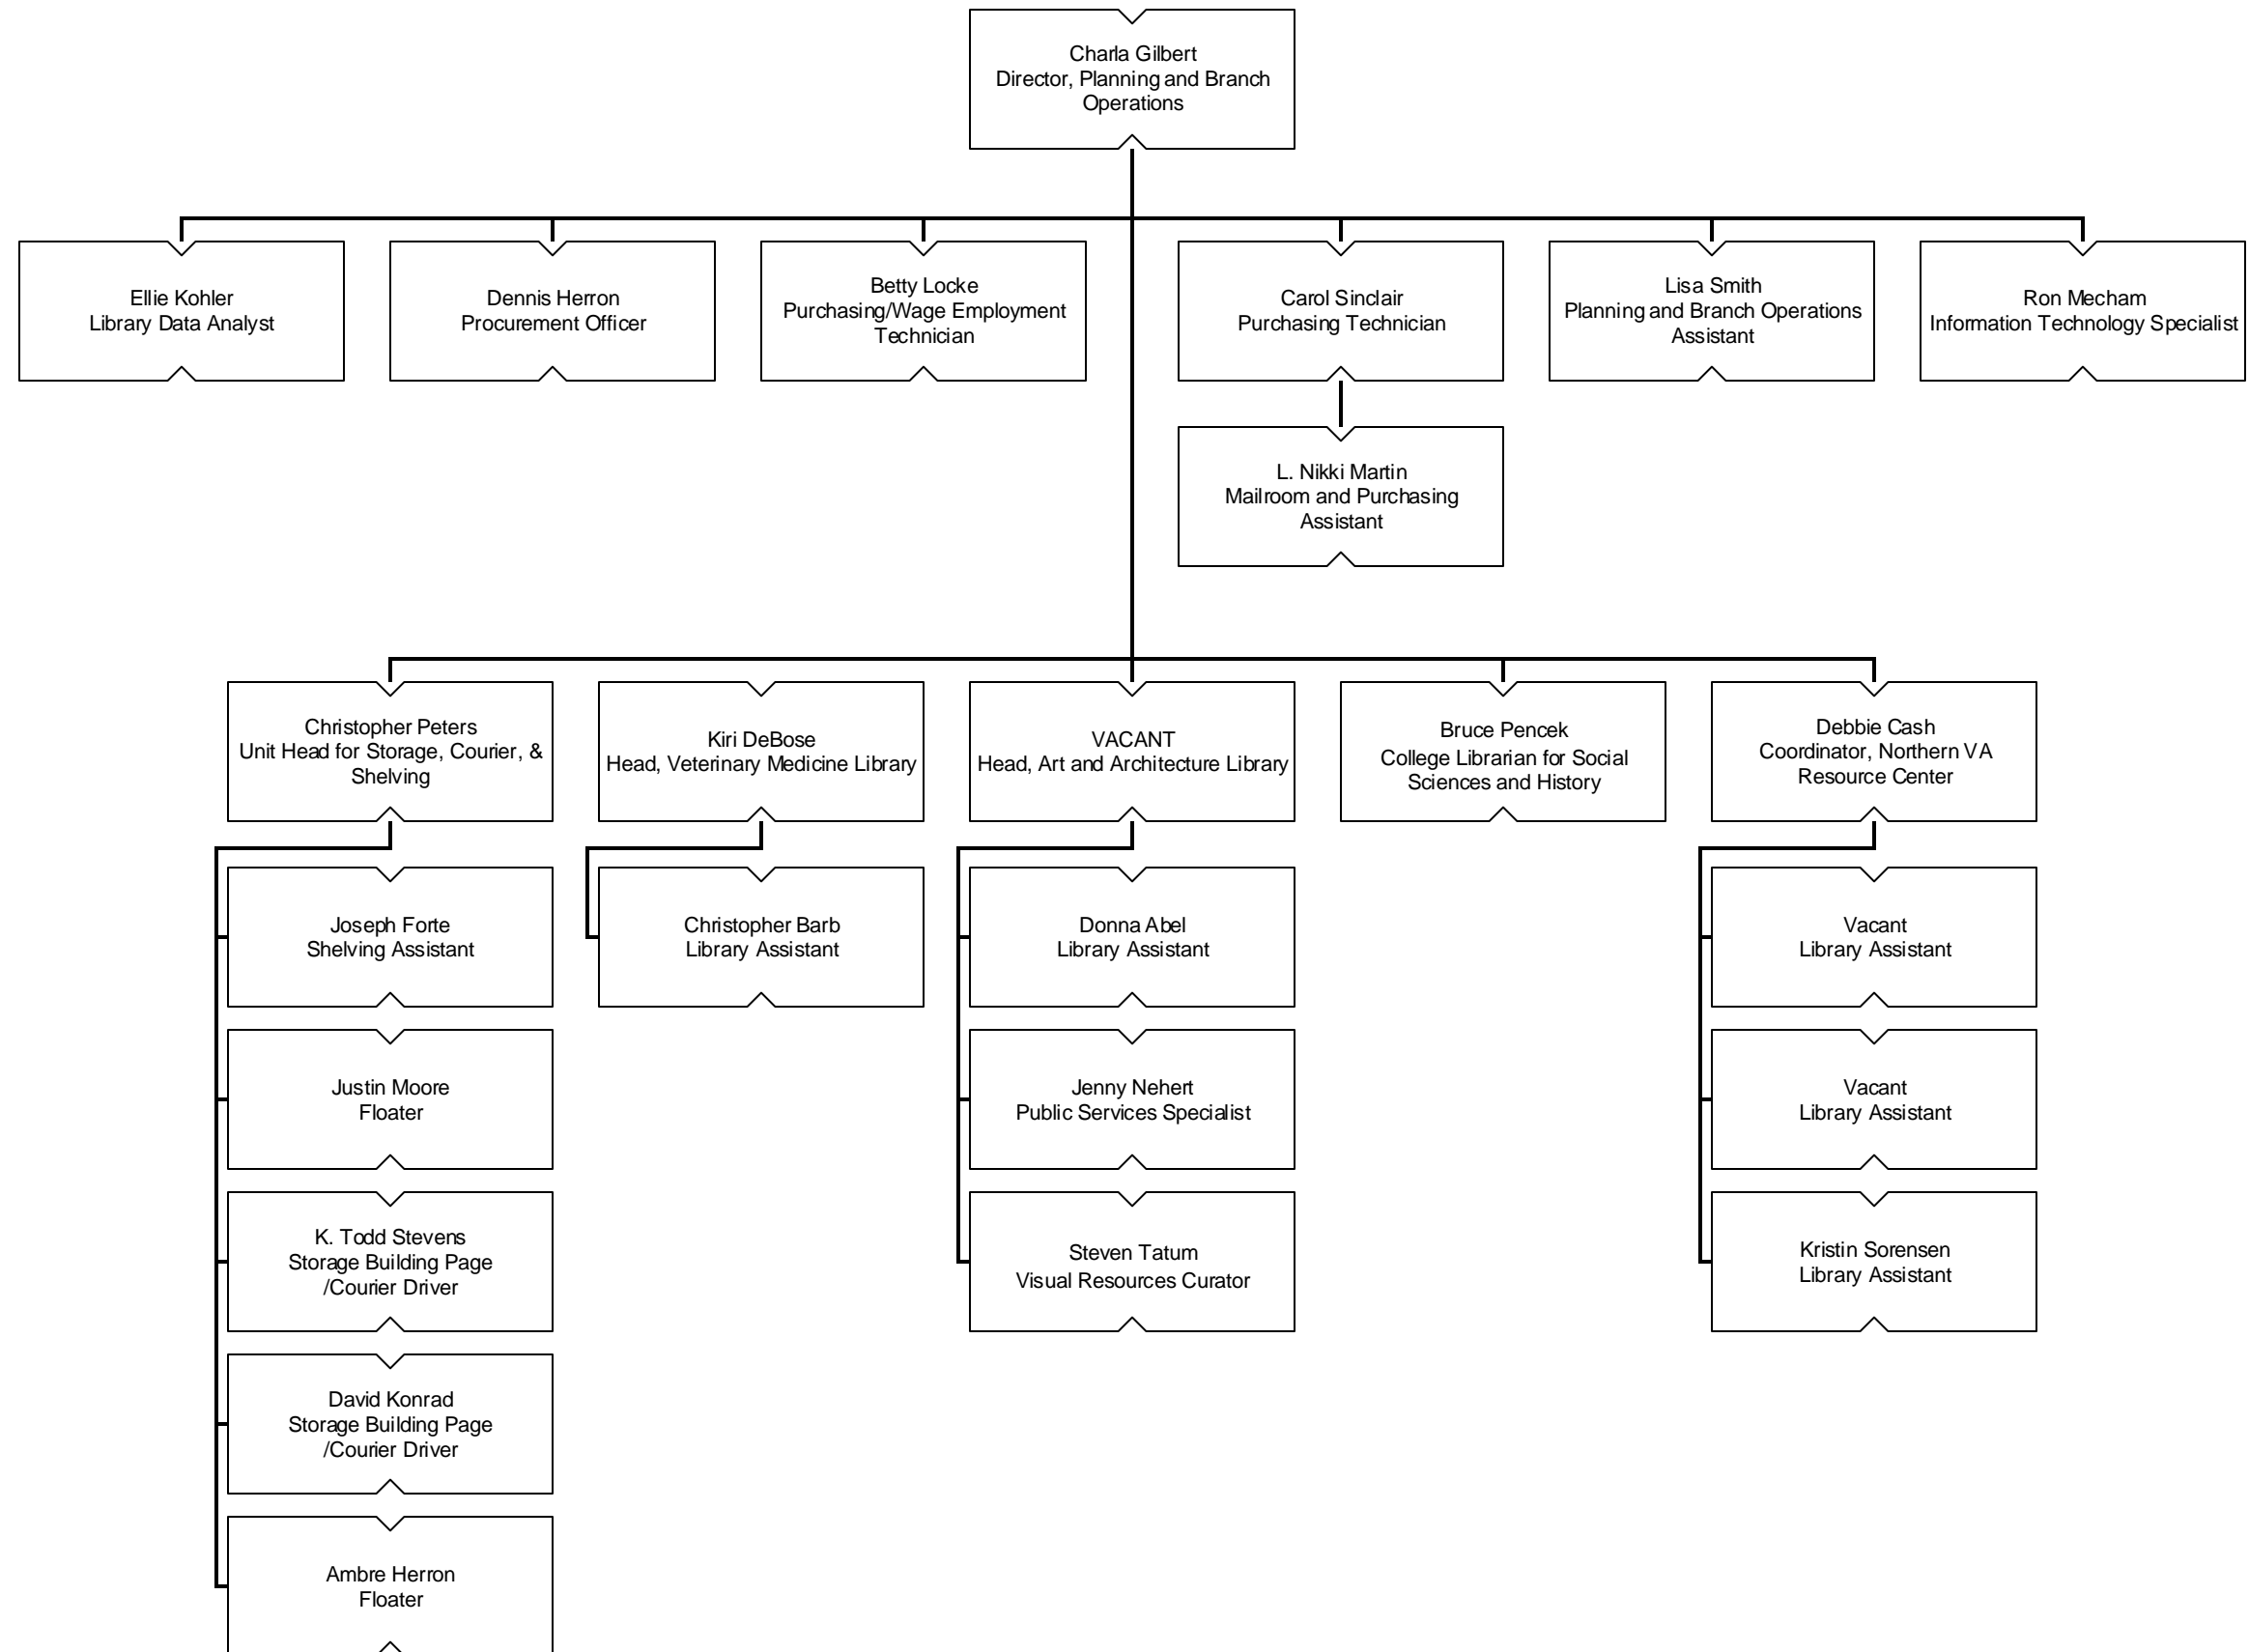 Charla Gilbert
Director, Planning and Branch
Operations
Ellie Kohler
Library Data Analyst
Dennis Herron
Procurement Officer
Betty Locke
Purchasing/Wage Employment
Technician
Carol Sinclair
Purchasing Technician
Lisa Smith
Planning and Branch Operations
Assistant
Ron Mecham
Information Technology Specialist
L. Nikki Martin
Mailroom and Purchasing
Assistant
Christopher Peters
Unit Head for Storage, Courier, &
Shelving
Kiri DeBose
Head, Veterinary Medicine Library
VACANT
Head, Art and Architecture Library
Bruce Pencek
College Librarian for Social
Sciences and History
Debbie Cash
Coordinator, Northern VA
Resource Center
Joseph Forte
Shelving Assistant
Christopher Barb
Library Assistant
Donna Abel
Library Assistant
Vacant
Library Assistant
Justin Moore
Floater
Jenny Nehert
Public Services Specialist
Vacant
Library Assistant
K. Todd Stevens
Storage Building Page
/Courier Driver
Steven Tatum
Visual Resources Curator
Kristin Sorensen
Library Assistant
David Konrad
Storage Building Page
/Courier Driver
Ambre Herron
Floater